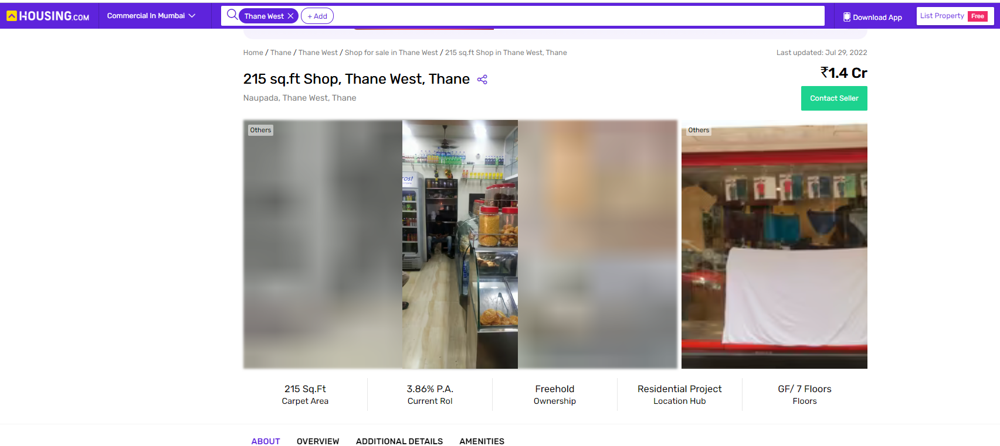 HOUSING.COM
Commercial In Mumbai
Thane West
+ Add
Download App
List Property Free
Home / Thane / Thane West / Shop for sale in Thane West / 215 sq.ft Shop in Thane West, Thane
Last updated: Jul 29, 2022
215 sq.ft Shop, Thane West, Thane
₹1.4 Cr
Naupada, Thane West, Thane
Contact Seller
Others
Others
215 Sq.Ft
Carpet Area
3.86% P.A.
Current RoI
Freehold
Ownership
Residential Project
Location Hub
GF/ 7 Floors
Floors
ABOUT OVERVIEW ADDITIONAL DETAILS AMENITIES